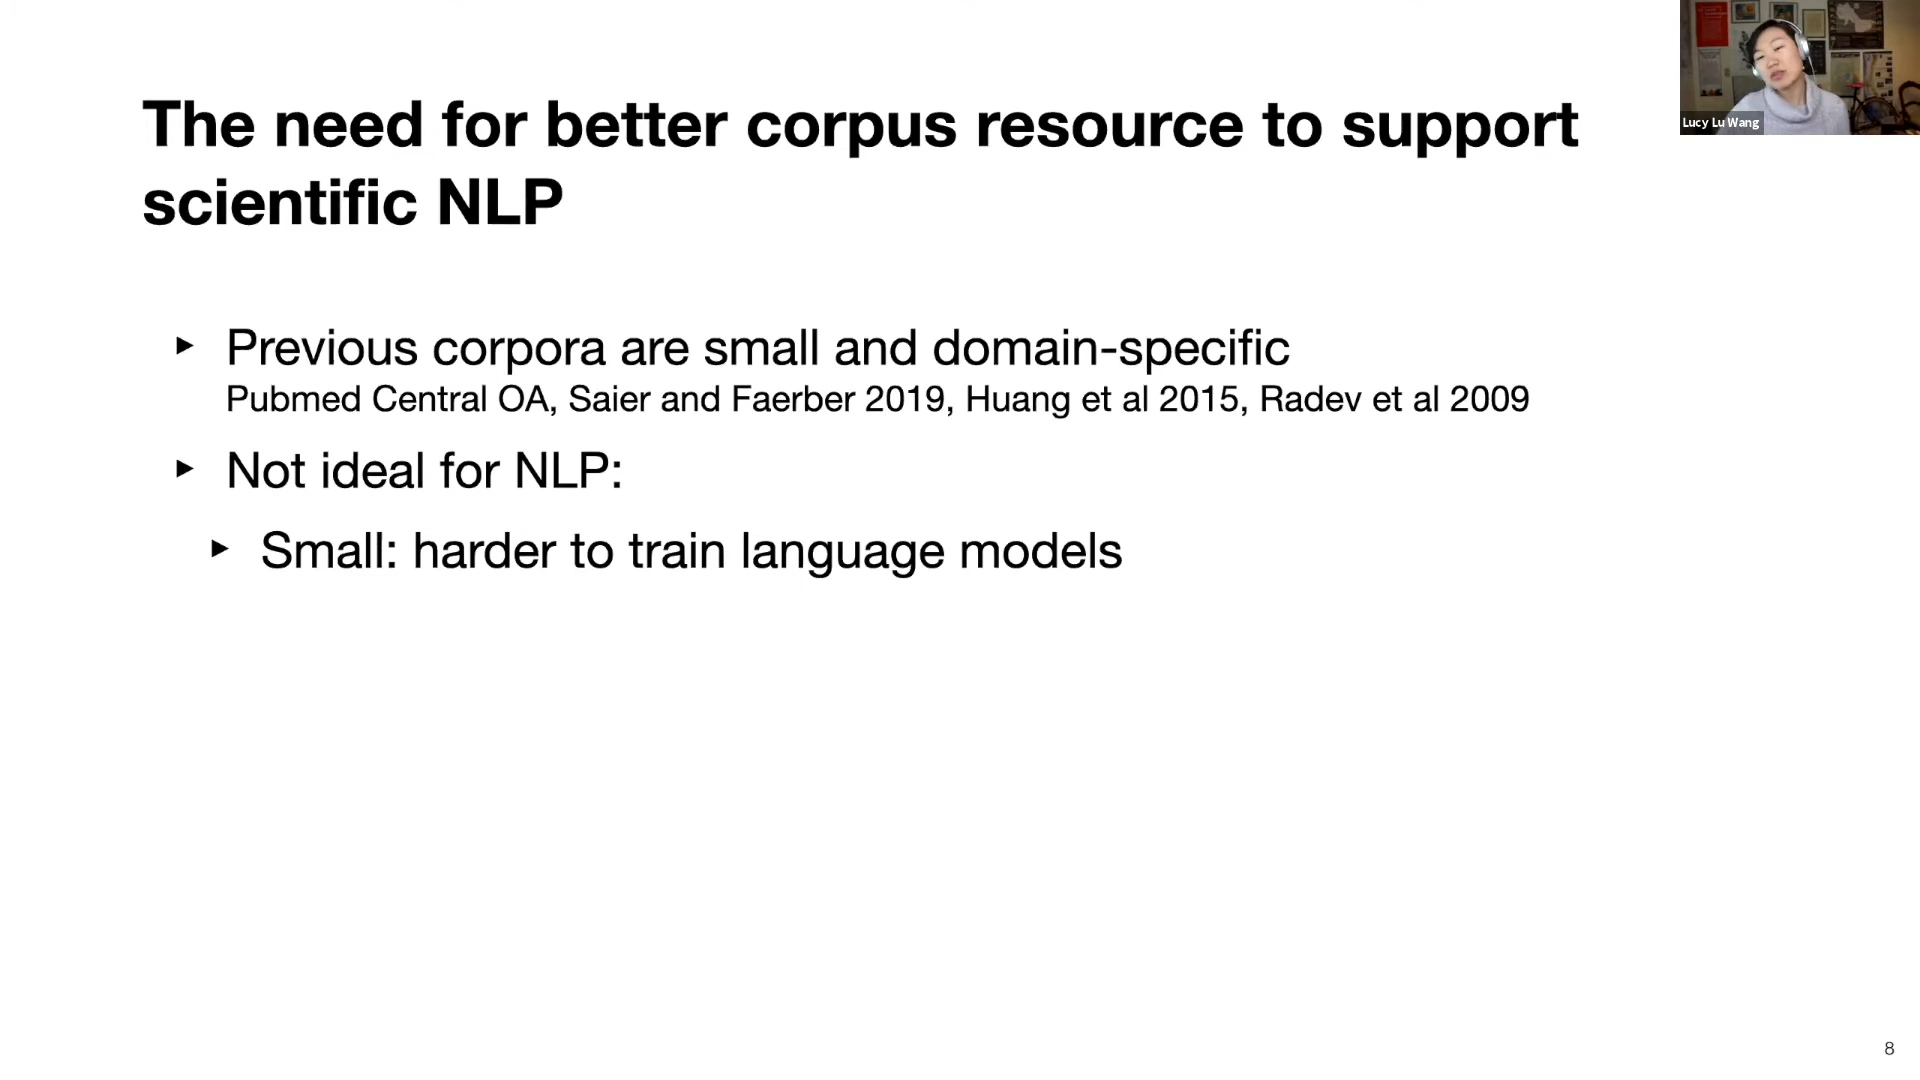 The need for better corpus resource to support
scientific NLP
Lucy Lu Wang
▸ Previous corpora are small and domain-specific
Pubmed Central OA, Saier and Faerber 2019, Huang et al 2015, Radev et al 2009
▸ Not ideal for NLP:
▸ Small: harder to train language models
8